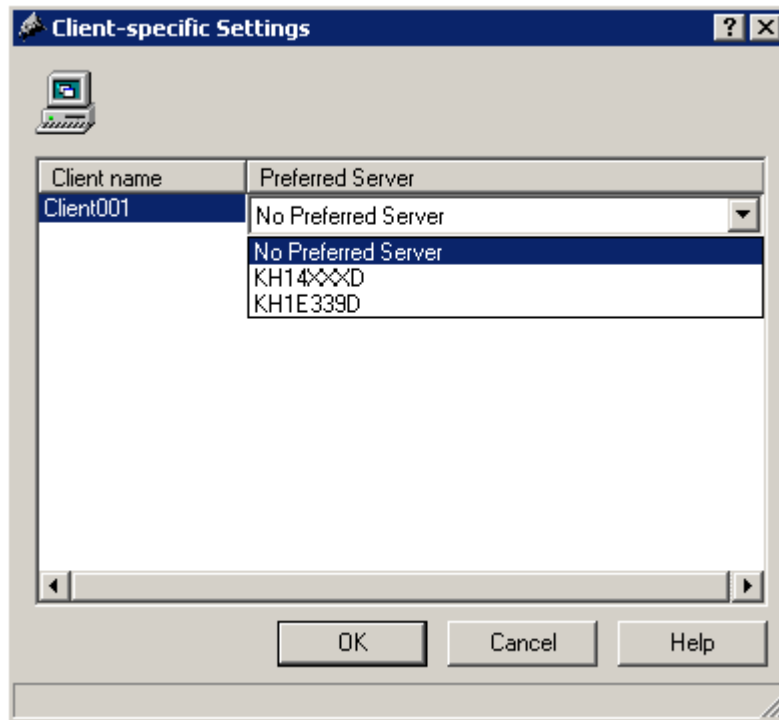 Client-specific Settings
Client name Preferred Server
Client001 No Preferred Server
No Preferred Server
KH14XXXD
KH1E339D
OK Cancel Help